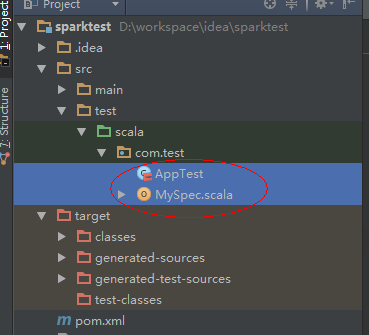 Project
1: Project
7: Structure
sparktest D:\workspace\idea\sparktest
.idea
src
main
test
scala
com.test
AppTest
MySpec.scala
target
classes
generated-sources
generated-test-sources
test-classes
pom.xml